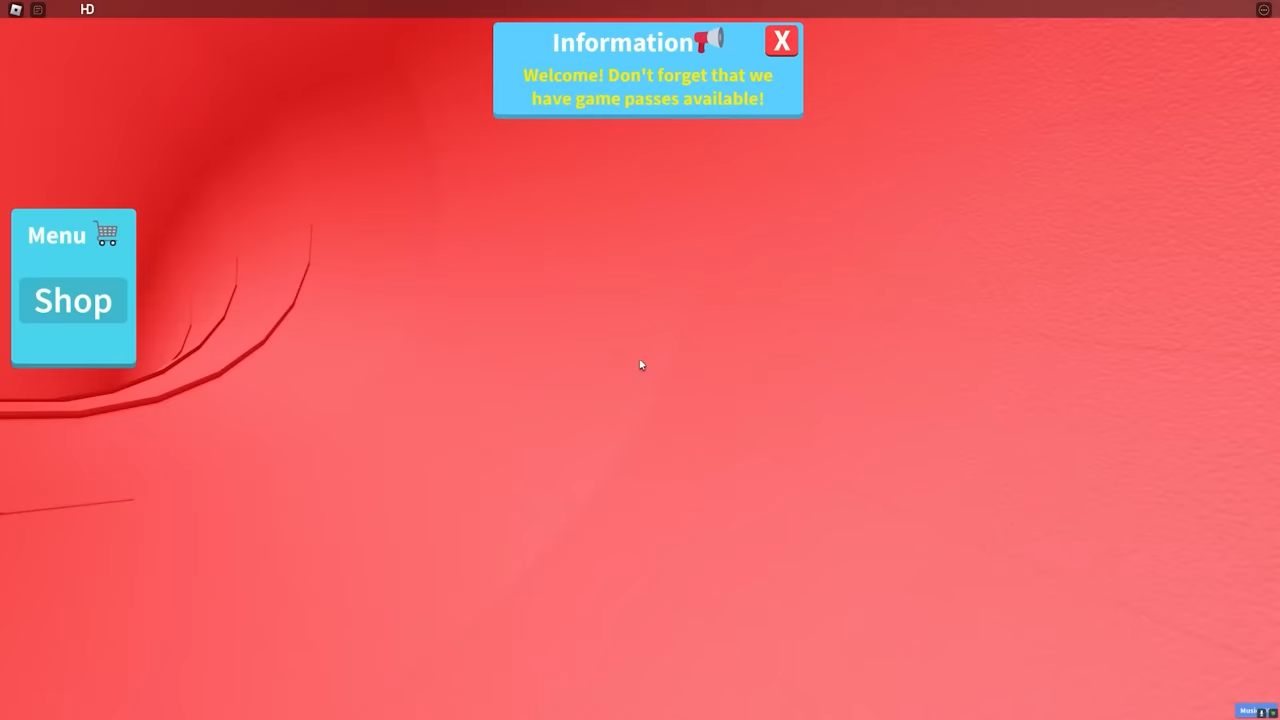 HD
Information
X
Welcome! Don't forget that we
have game passes available!
Menu
Shop